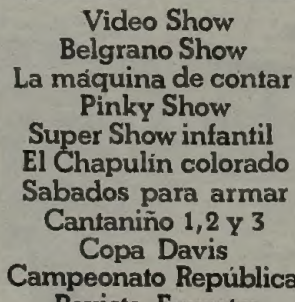 Video Show
Belgrano Show
La máquina de contar
Pinky Show
Super Show infantil
El Chapulín colorado
Sabados para armar
Cantaniño 1,2 y 3
Copa Davis
Campeonato República